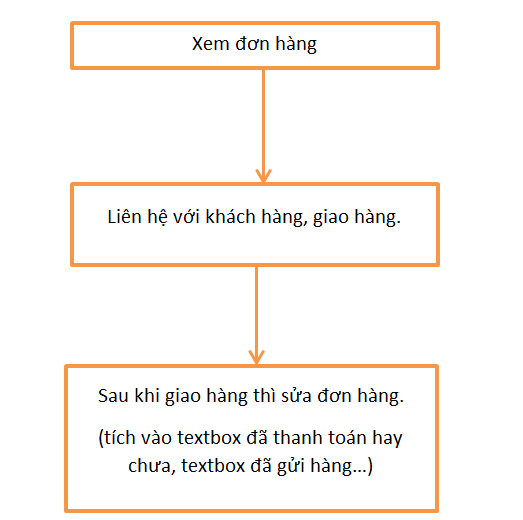 Xem đơn hàng
Liên hệ với khách hàng, giao hàng.
Sau khi giao hàng thì sửa đơn hàng.
(tích vào textbox đã thanh toán hay
chưa, textbox đã gửi hàng...)